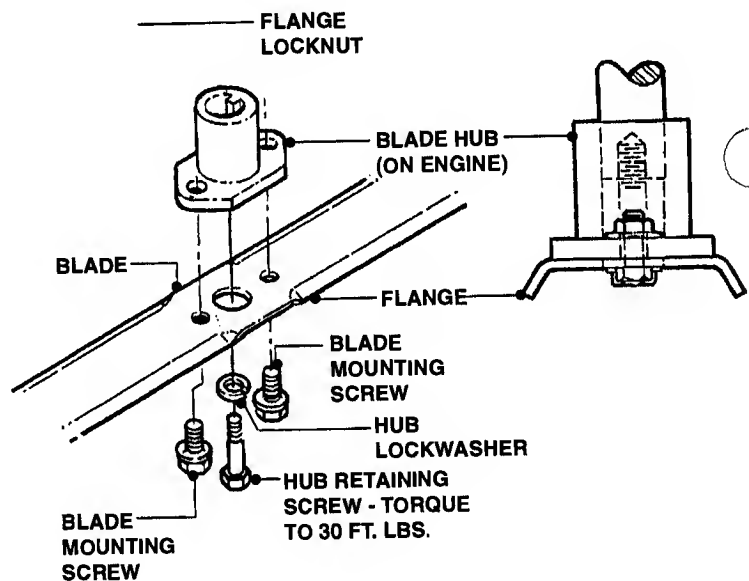 FLANGE
LOCKNUT
BLADE HUB
(ON ENGINE)
BLADE
FLANGE
BLADE
MOUNTING
SCREW
HUB
LOCKWASHER
HUB RETAINING
SCREW - TORQUE
TO 30 FT. LBS.
BLADE
MOUNTING
SCREW